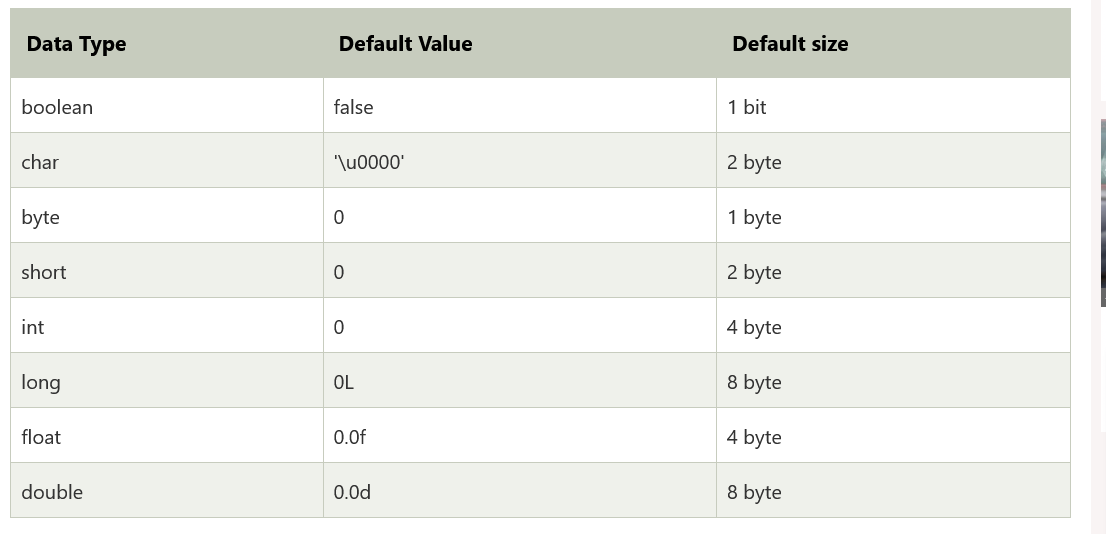 Data Type Default Value Default size
boolean false 1 bit
char '\u0000' 2 byte
byte 0 1 byte
short 0 2 byte
int 0 4 byte
long 0L 8 byte
float 0.0f 4 byte
double 0.0d 8 byte